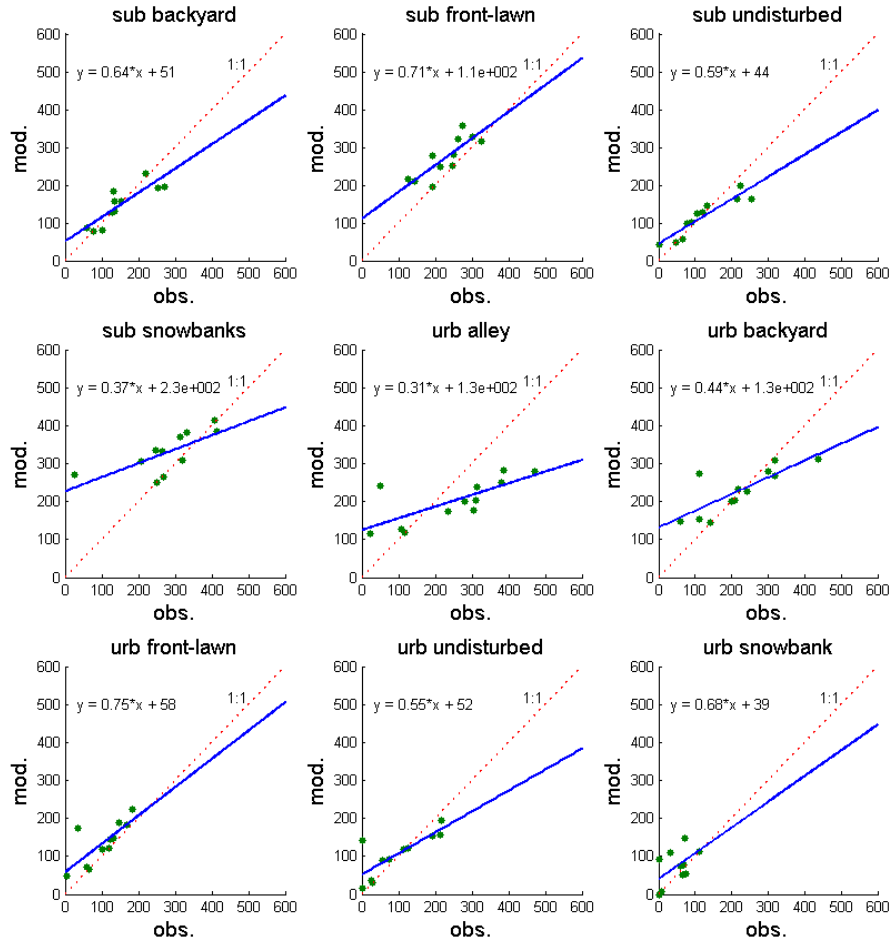 sub backyard
600
500
400
300
200
100
0
mod.
y = 0.64*x + 51
1:1
0 100 200 300 400 500 600
obs.
sub front-lawn
600
500
400
300
200
100
0
mod.
y = 0.71*x + 1.1e+002
1:1
0 100 200 300 400 500 600
obs.
sub undisturbed
600
500
400
300
200
100
0
mod.
y = 0.59*x + 44
1:1
0 100 200 300 400 500 600
obs.
sub snowbanks
600
500
400
300
200
100
0
mod.
y = 0.37*x + 2.3e+002
1:1
0 100 200 300 400 500 600
obs.
urb alley
600
500
400
300
200
100
0
mod.
y = 0.31*x + 1.3e+002
1:1
0 100 200 300 400 500 600
obs.
urb backyard
600
500
400
300
200
100
0
mod.
y = 0.44*x + 1.3e+002
1:1
0 100 200 300 400 500 600
obs.
urb front-lawn
600
500
400
300
200
100
0
mod.
y = 0.75*x + 58
1:1
0 100 200 300 400 500 600
obs.
urb undisturbed
600
500
400
300
200
100
0
mod.
y = 0.55*x + 52
1:1
0 100 200 300 400 500 600
obs.
urb snowbank
600
500
400
300
200
100
0
mod.
y = 0.68*x + 39
1:1
0 100 200 300 400 500 600
obs.